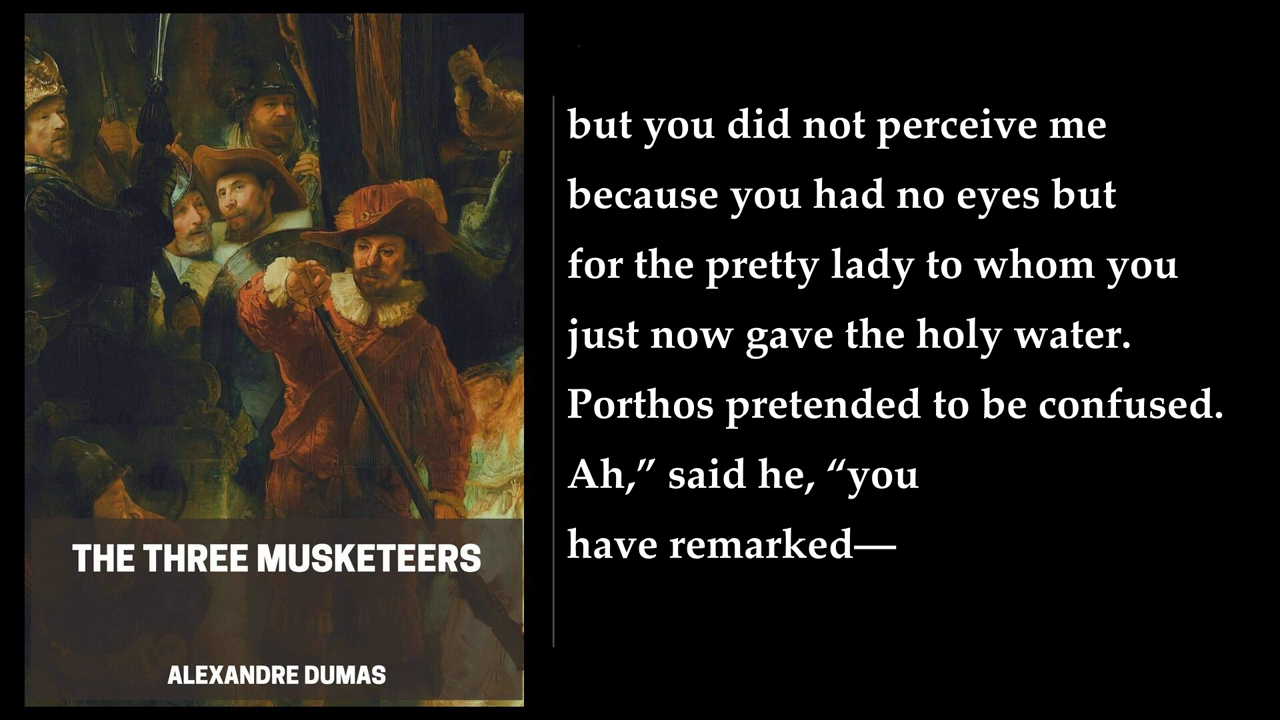 THE THREE MUSKETEERS
ALEXANDRE DUMAS
but you did not perceive me
because you had no eyes but
for the pretty lady to whom you
just now gave the holy water.
Porthos pretended to be confused.
Ah,” said he, “you
have remarked—